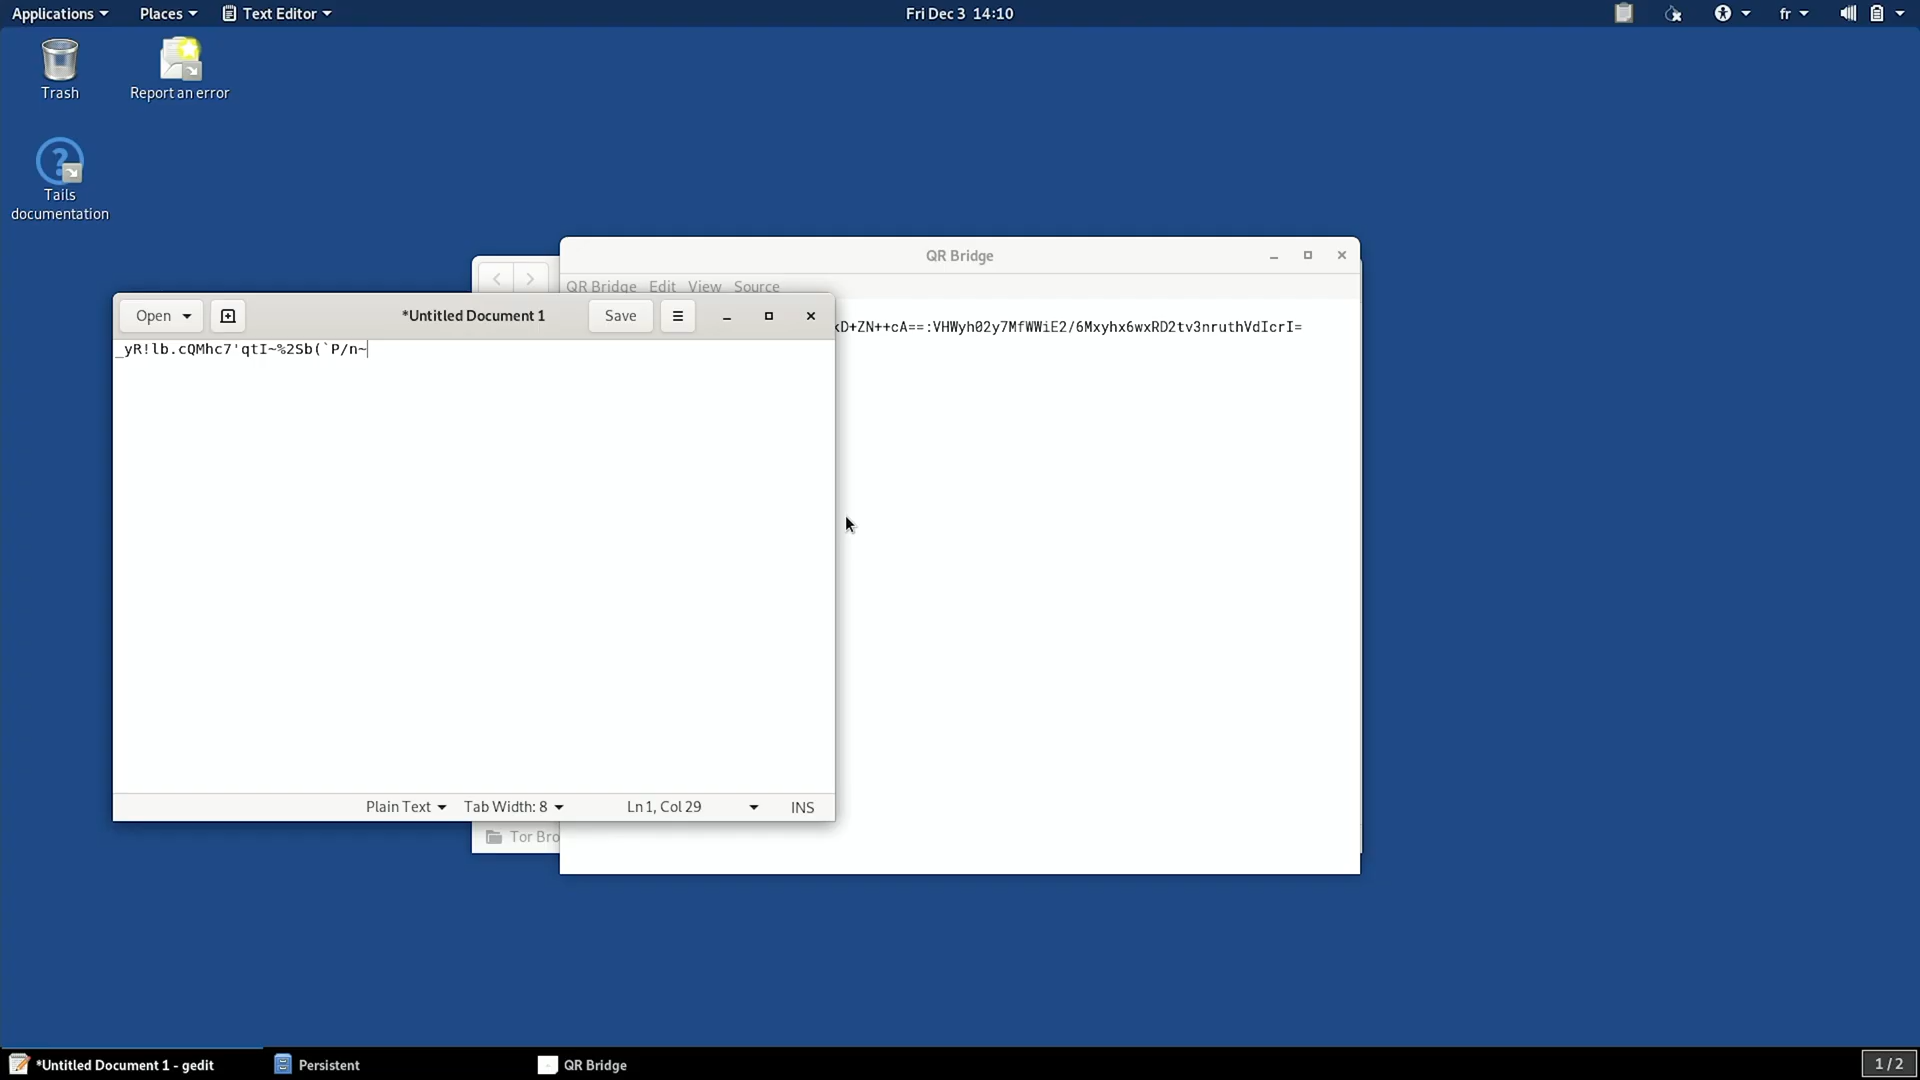 Applications Places Text Editor Fri Dec 3 14:10 fr
Trash
Report an error
Tails
documentation
QR Bridge
QR Bridge Edit View Source
Open *Untitled Document 1 Save
kD+ZN++cA==:VHWyh02y7MfWWiE2/6Mxyhx6wxRD2tv3nruthVdIcrI=
_yR!lb.cQMhc7'qtI~%2Sb(`P/n~
Plain Text Tab Width: 8 Ln 1, Col 29 INS
Tor Bro
*Untitled Document 1 - gedit Persistent QR Bridge 1 / 2